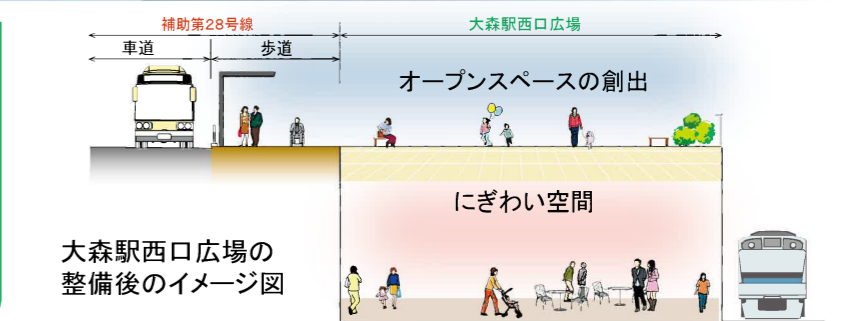 補助第28号線
大森駅西口広場
車道
歩道
オープンスペースの創出
にぎわい空間
大森駅西口広場の
整備後のイメージ図